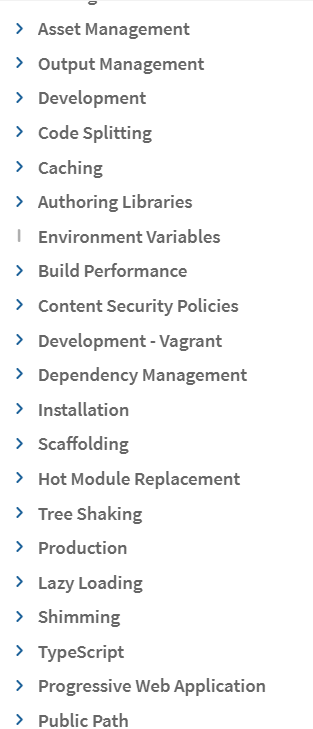 Asset Management
Output Management
Development
Code Splitting
Caching
Authoring Libraries
Environment Variables
Build Performance
Content Security Policies
Development - Vagrant
Dependency Management
Installation
Scaffolding
Hot Module Replacement
Tree Shaking
Production
Lazy Loading
Shimming
TypeScript
Progressive Web Application
Public Path